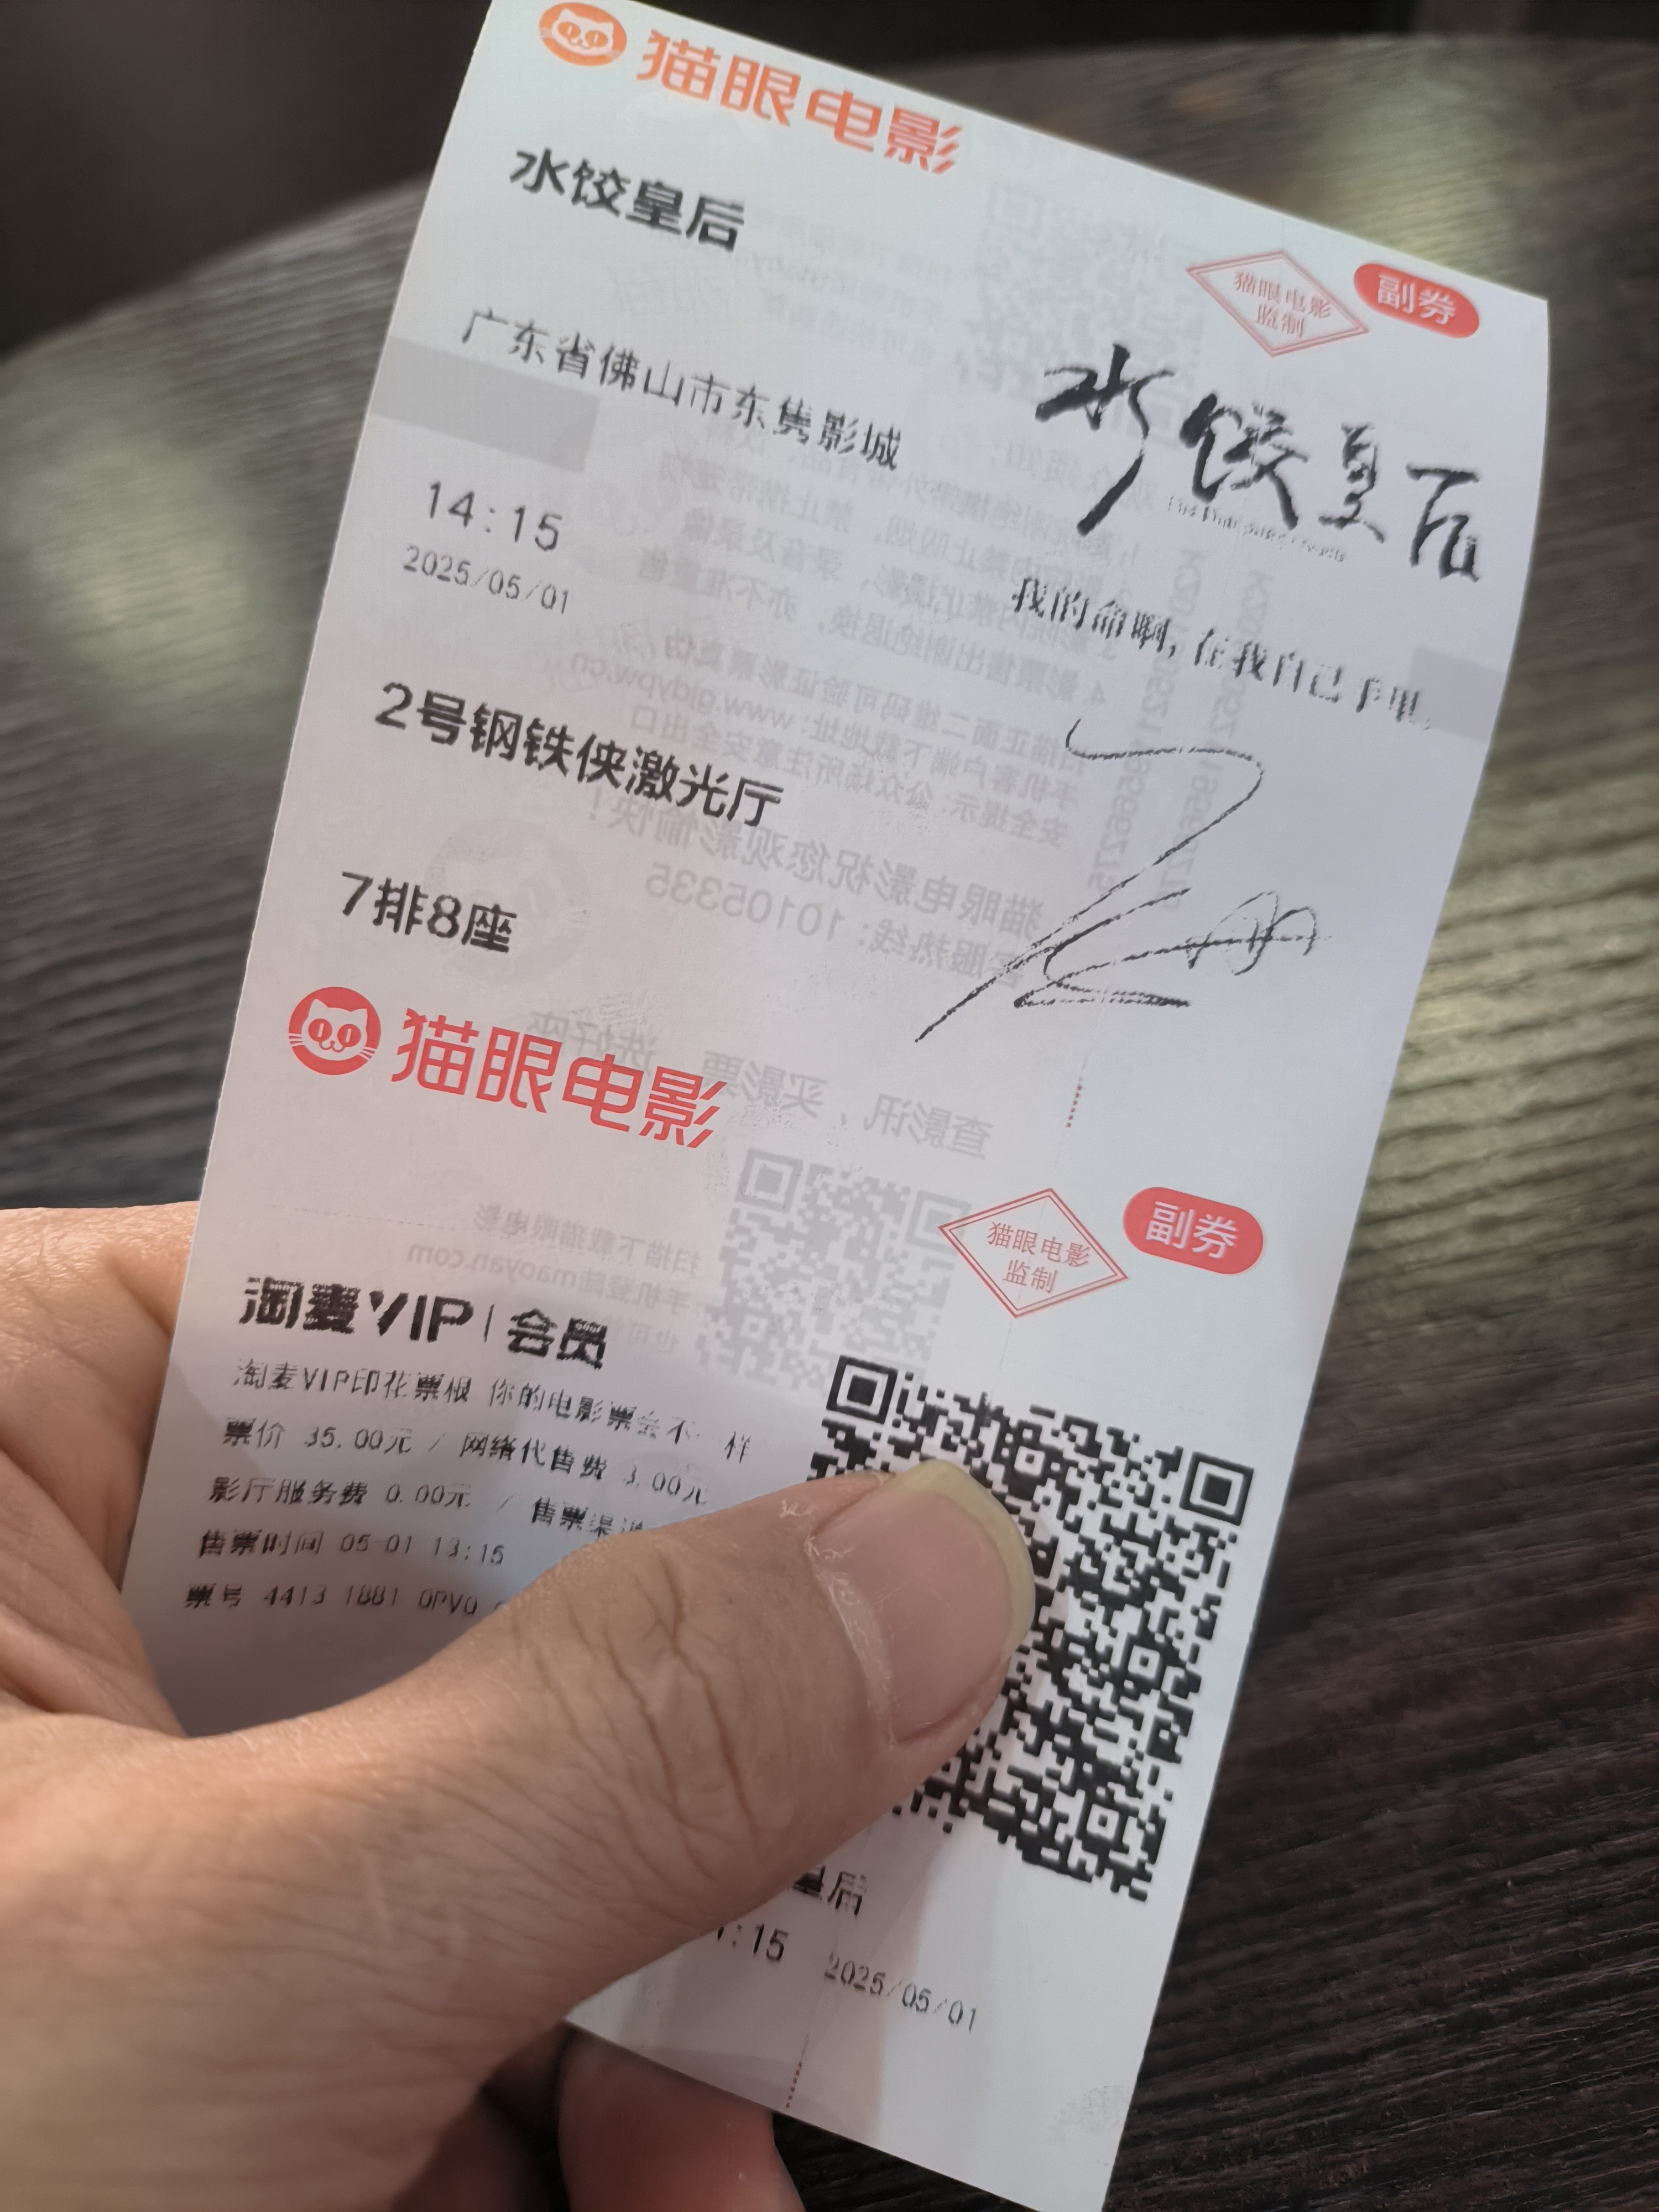 猫眼电影
水饺皇后
猫眼电影
监制
副券
广东省佛山市东隽影城
水饺皇后
14:15
2025/05/01
我的命啊，在我自己手里。
2号钢铁侠激光厅
7排8座
猫眼电影
猫眼电影
监制
副券
淘麦VIP | 会员
淘麦VIP印花票根 你的电影票会不一样
票价 35.00元 / 网络代售费 3.00元
影厅服务费 0.00元 / 售票渠
售票时间 05-01 13:15
票号 4413 1881 0PV0
皇后
:15 2025/05/01